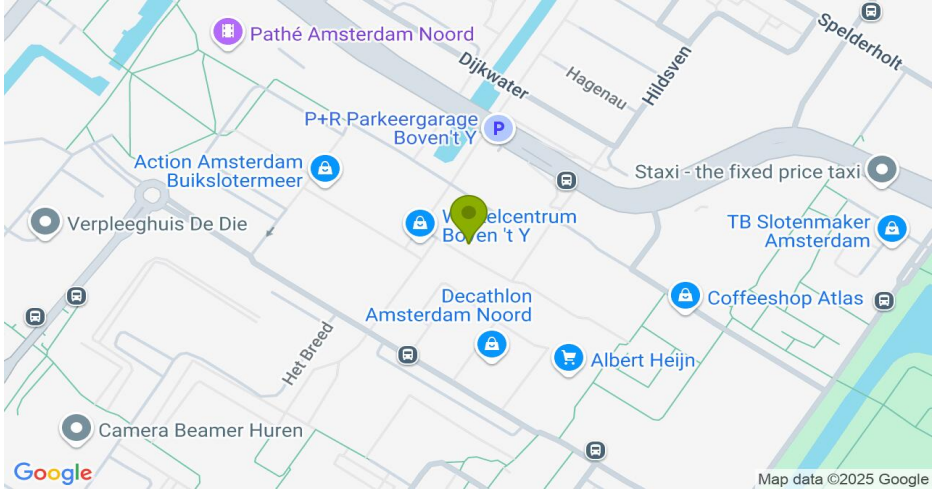 Pathé Amsterdam Noord
Spelderholt
Dijkwater
Hagenau
Hildsven
P+R Parkeergarage
Boven't Y
P
Action Amsterdam
Buikslotermeer
Staxi - the fixed price taxi
Verpleeghuis De Die
Boven 't Y
TB Slotenmaker
Amsterdam
Decathlon
Amsterdam Noord
Coffeeshop Atlas
Het Breed
Albert Heijn
Camera Beamer Huren
Google
Map data ©2025 Google